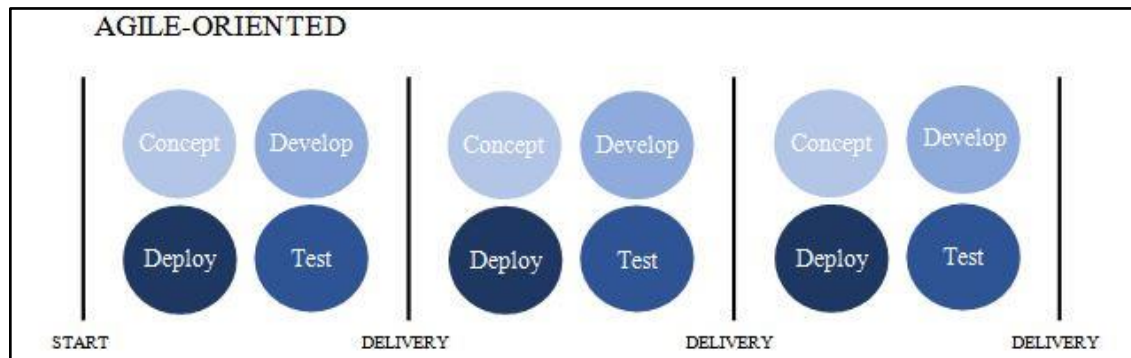 AGILE-ORIENTED
Concept Develop Concept Develop Concept Develop
Deploy Test Deploy Test Deploy Test
START DELIVERY DELIVERY DELIVERY